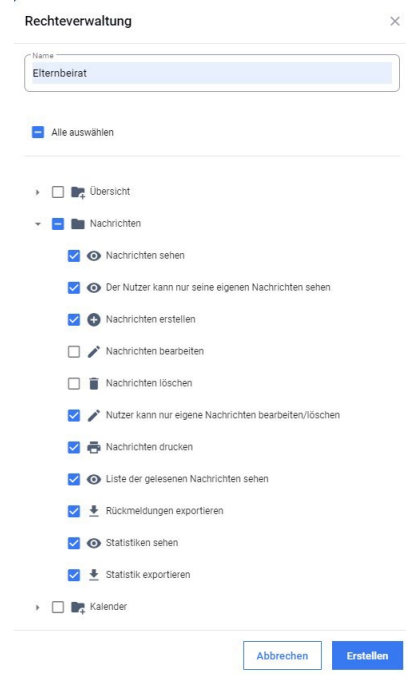 Rechteverwaltung
Name
Elternbeirat
Alle auswählen
Übersicht
Nachrichten
Nachrichten sehen
Der Nutzer kann nur seine eigenen Nachrichten sehen
Nachrichten erstellen
Nachrichten bearbeiten
Nachrichten löschen
Nutzer kann nur eigene Nachrichten bearbeiten/löschen
Nachrichten drucken
Liste der gelesenen Nachrichten sehen
Rückmeldungen exportieren
Statistiken sehen
Statistik exportieren
Kalender
Abbrechen Erstellen